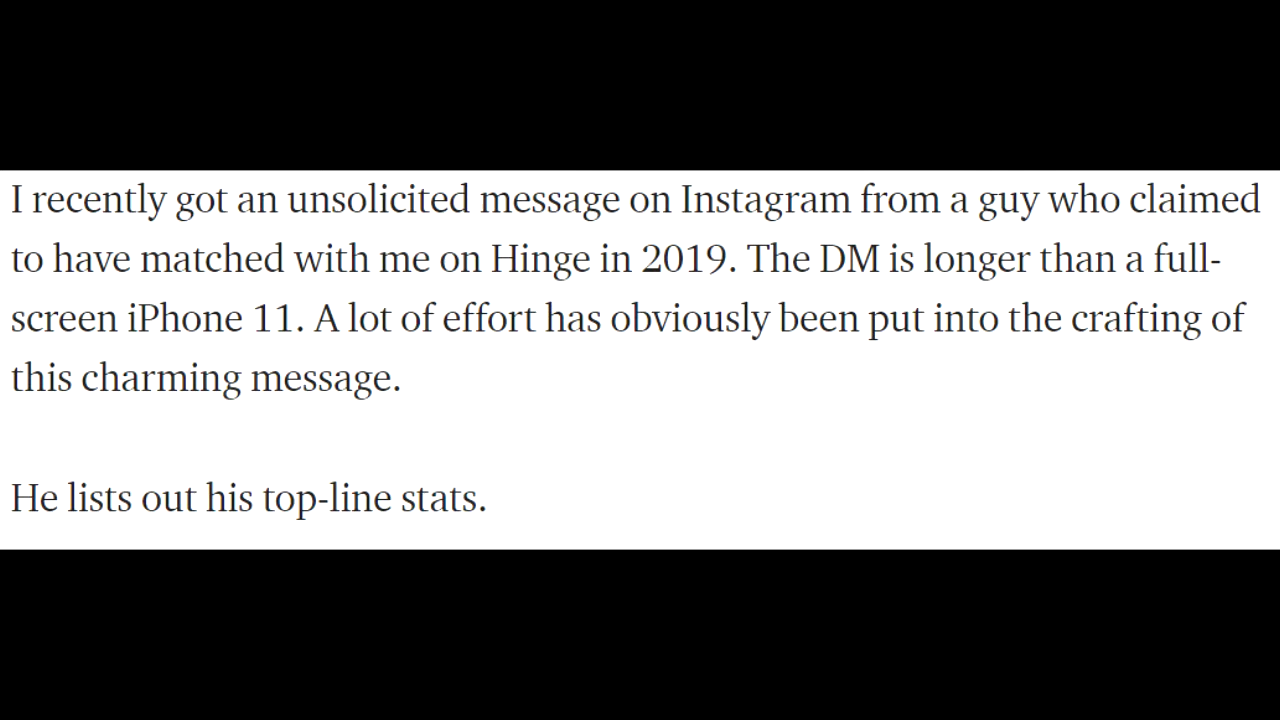 I recently got an unsolicited message on Instagram from a guy who claimed
to have matched with me on Hinge in 2019. The DM is longer than a full-
screen iPhone 11. A lot of effort has obviously been put into the crafting of
this charming message.
He lists out his top-line stats.